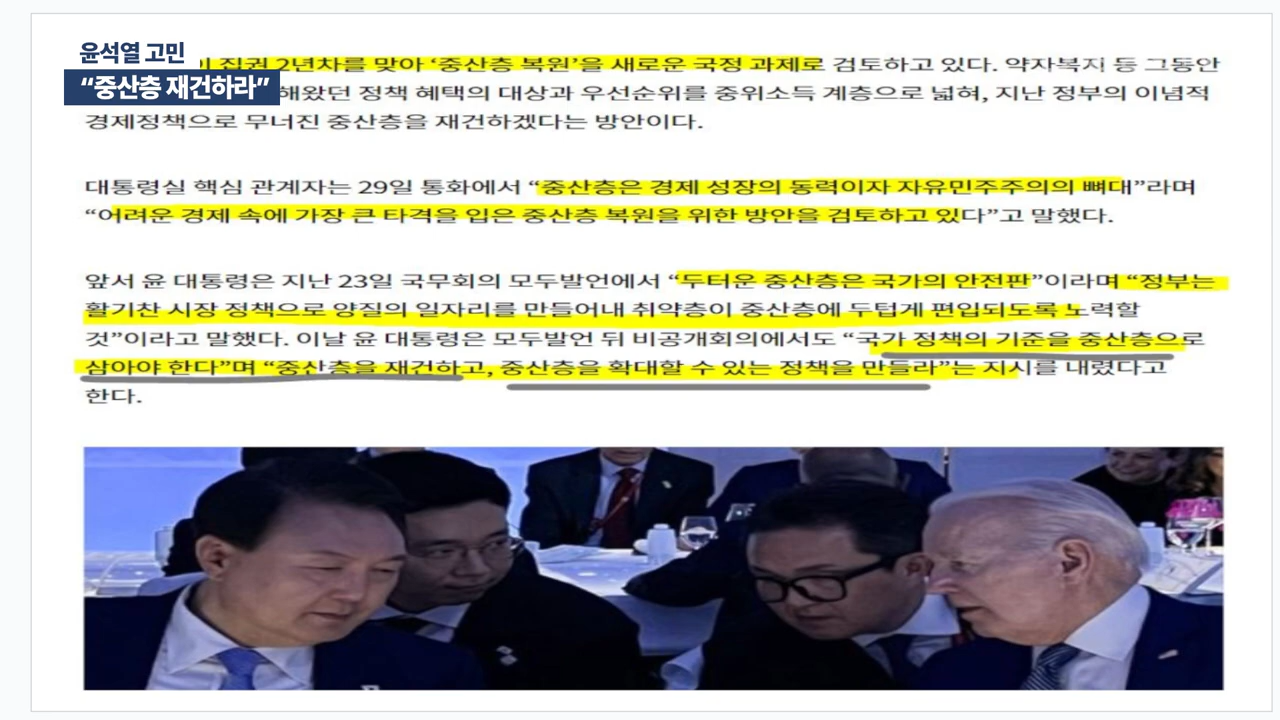 윤석열 고민
“중산층 재건하라”
집권 2년차를 맞아 ‘중산층 복원’을 새로운 국정 과제로 검토하고 있다. 약자복지 등 그동안
해왔던 정책 혜택의 대상과 우선순위를 중위소득 계층으로 넓혀, 지난 정부의 이념적
경제정책으로 무너진 중산층을 재건하겠다는 방안이다.
대통령실 핵심 관계자는 29일 통화에서 “중산층은 경제 성장의 동력이자 자유민주주의의 뼈대”라며
“어려운 경제 속에 가장 큰 타격을 입은 중산층 복원을 위한 방안을 검토하고 있다”고 말했다.
앞서 윤 대통령은 지난 23일 국무회의 모두발언에서 “두터운 중산층은 국가의 안전판”이라며 “정부는
활기찬 시장 정책으로 양질의 일자리를 만들어내 취약층이 중산층에 두텁게 편입되도록 노력할
것”이라고 말했다. 이날 윤 대통령은 모두발언 뒤 비공개회의에서도 “국가 정책의 기준을 중산층으로
삼아야 한다”며 “중산층을 재건하고, 중산층을 확대할 수 있는 정책을 만들라”는 지시를 내렸다고
한다.